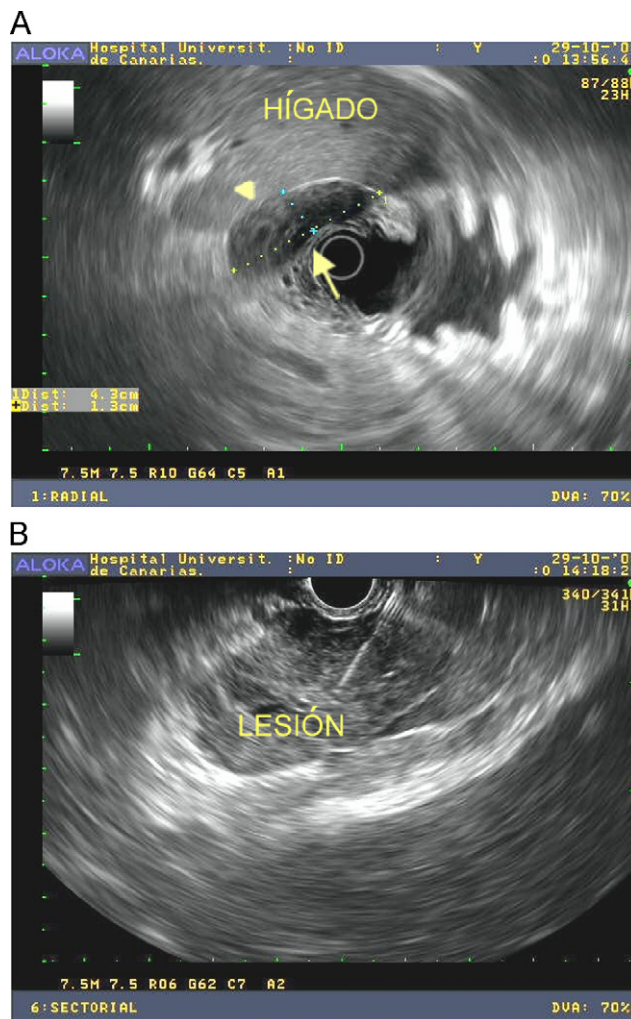 A
ALOKA Hospital Universit. :No ID : Y 29-10-'0
de Canarias. : :O 13:56:4
87/88
23H
HÍGADO
1
1Dist: 4.3cm
+Dist: 1.3cm
7.5M 7.5 R10 G64 C5 A1
1:RADIAL DVA: 70%
B
ALOKA Hospital Universit. :No ID : Y 29-10-'0
de Canarias. : :O 14:18:2
340/341
31H
LESIÓN
7.5M 7.5 R06 G62 C7 A2
6:SECTORIAL DVA: 70%